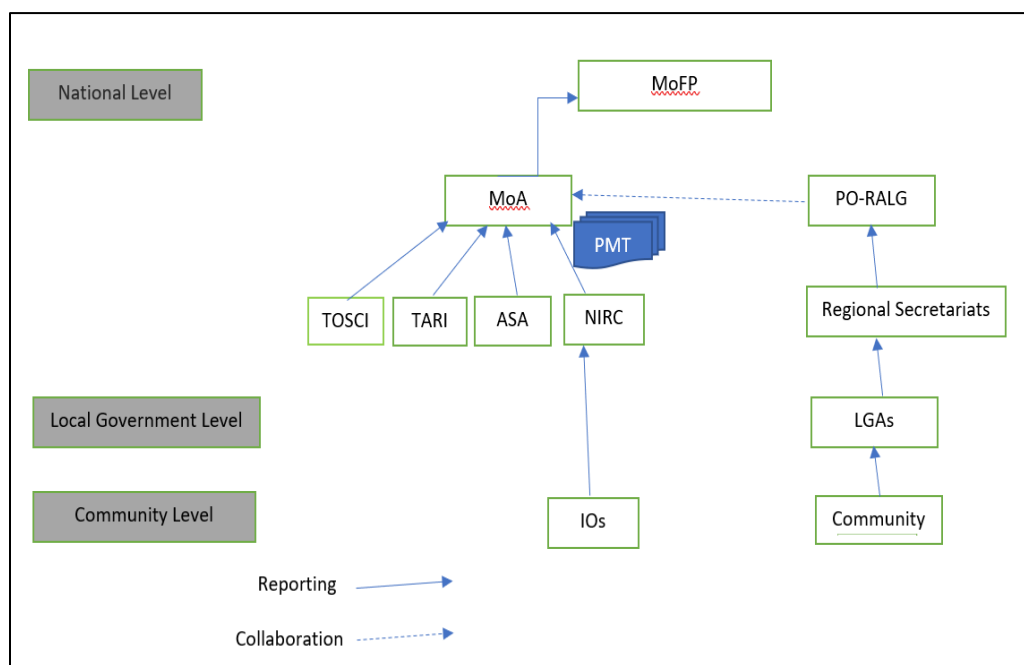 National Level
MoFP
MoA
PO-RALG
PMT
TOSCI
TARI
ASA
NIRC
Regional Secretariats
Local Government Level
LGAs
Community Level
IOs
Community
Reporting
Collaboration